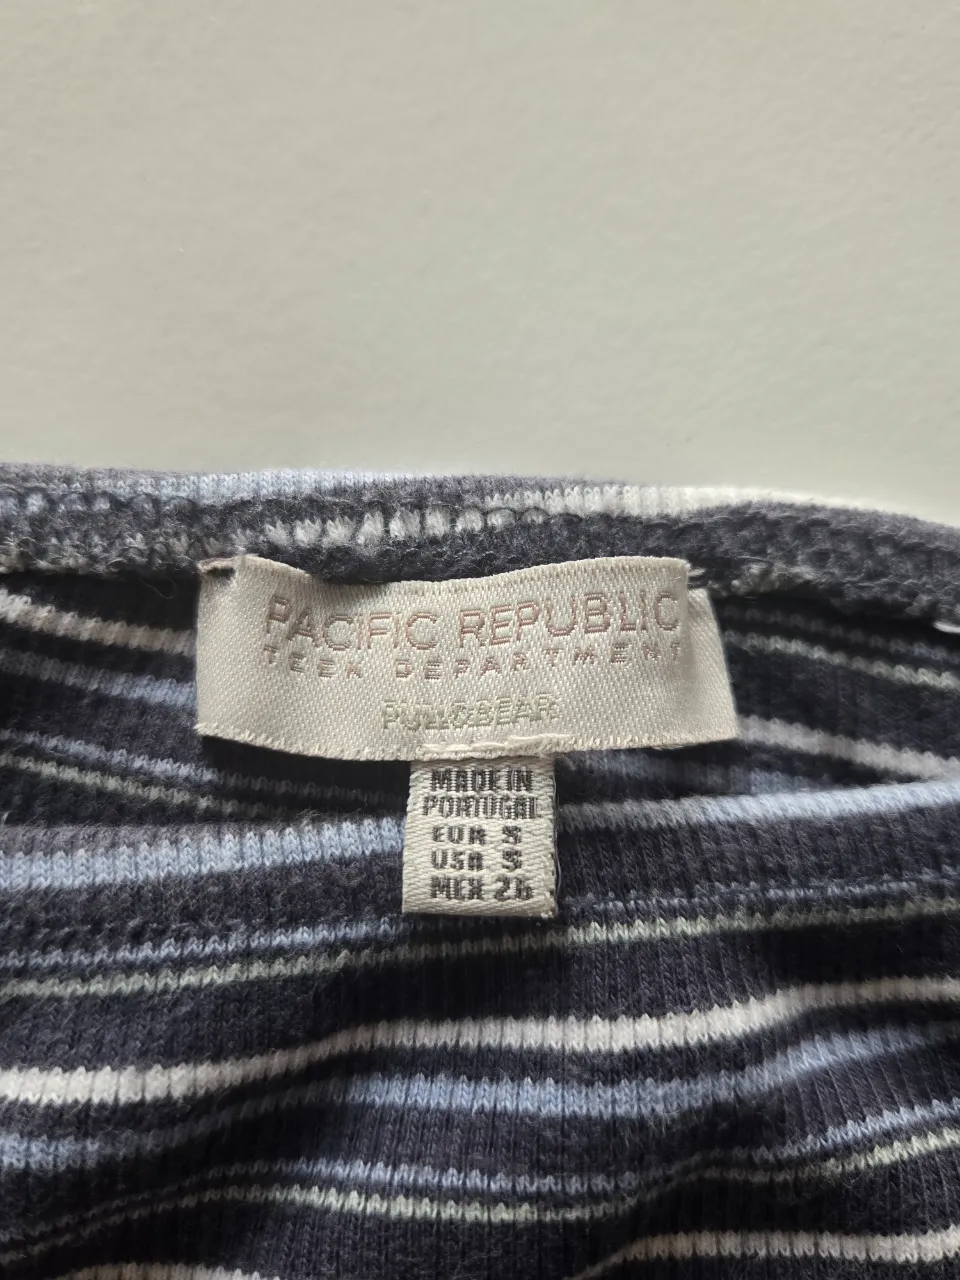 PACIFIC REPUBLIC
TEEN DEPARTMENT
PULL&BEAR
MADE IN
PORTUGAL
EUR S
USA S
MEX 26